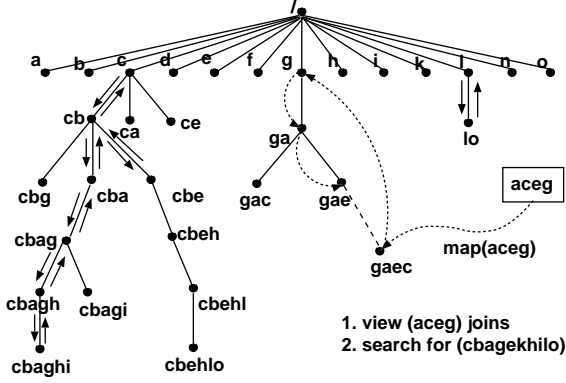 /
a b c d e f g h i k l n o
cb ca ce ga lo
cbg cba cbe gac gae aceg
cbag cbeh gaec map(aceg)
cbagh cbagi cbehl
1. view (aceg) joins
2. search for (cbagekhilo)
cbaghi cbehlo